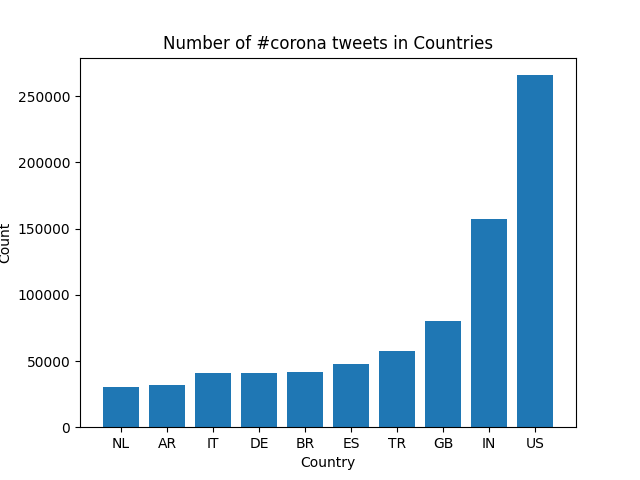 Number of #corona tweets in Countries
250000
200000
150000
100000
50000
0
Count
NL AR IT DE BR ES TR GB IN US
Country